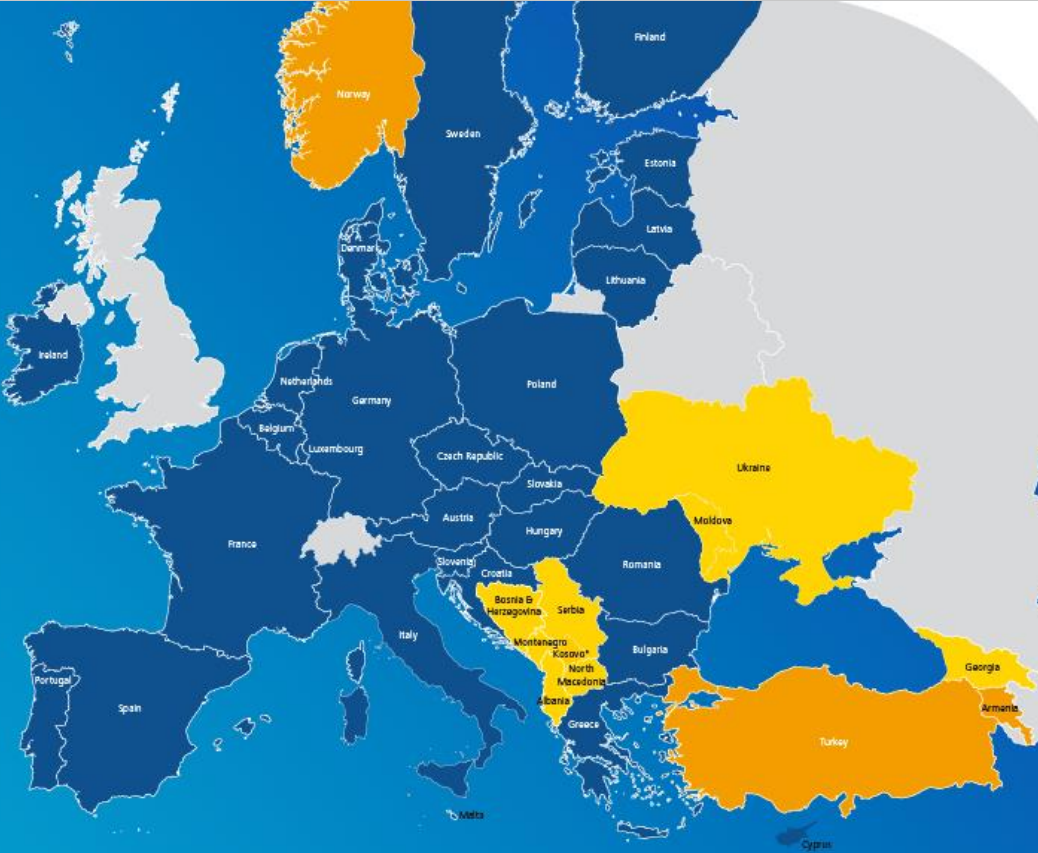 Finland
Norway
Sweden
Estonia
Latvia
Denmark
Lithuania
Ireland
Netherlands
Poland
Germany
Belgium
Luxembourg
Czech Republic
Ukraine
Slovakia
Austria
Moldova
Hungary
France
Slovenia
Romania
Croatia
Bosnia &
Herzegovina
Serbia
Italy
Montenegro
Bulgaria
Kosovo*
North
Macedonia
Georgia
Portugal
Albania
Spain
Armenia
Greece
Turkey
Malta
Cyprus